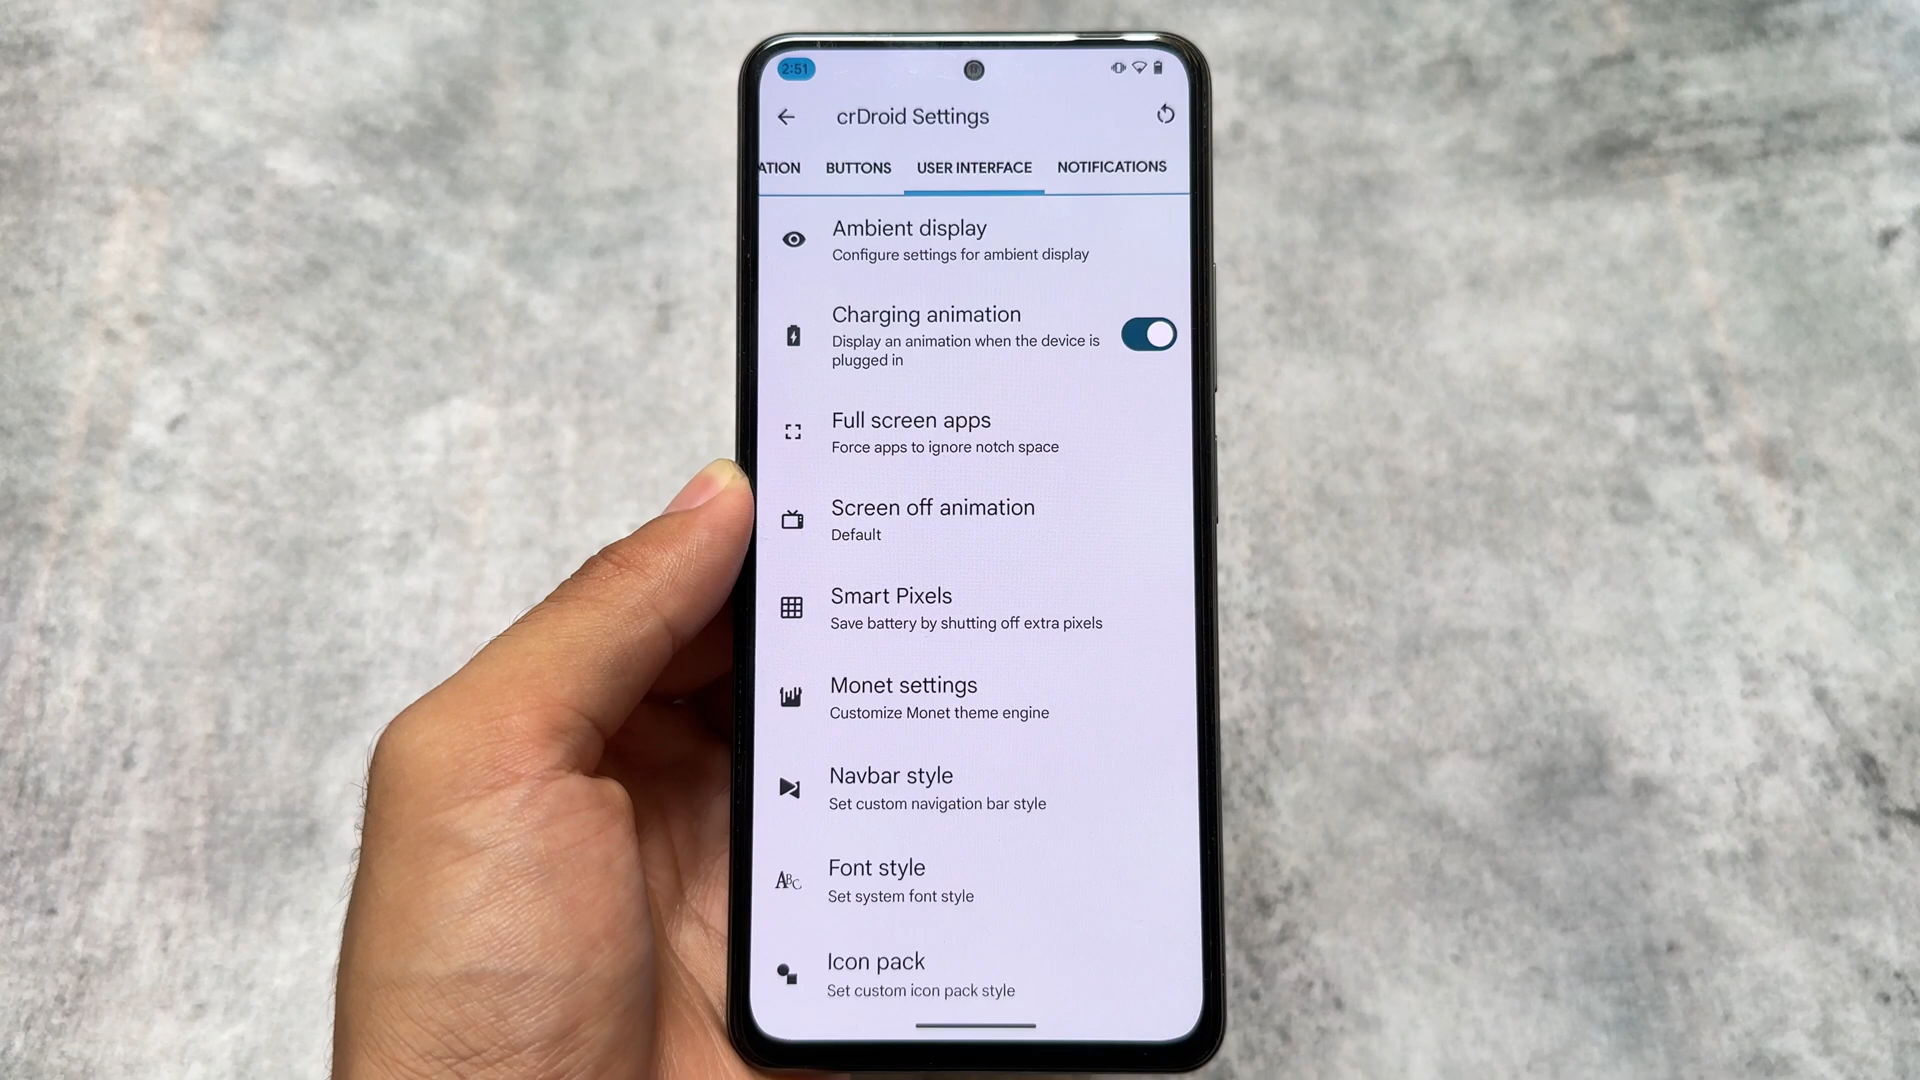 2:51
crDroid Settings
ATION BUTTONS USER INTERFACE NOTIFICATIONS
Ambient display
Configure settings for ambient display
Charging animation
Display an animation when the device is
plugged in
Full screen apps
Force apps to ignore notch space
Screen off animation
Default
Smart Pixels
Save battery by shutting off extra pixels
Monet settings
Customize Monet theme engine
Navbar style
Set custom navigation bar style
ABC
Font style
Set system font style
Icon pack
Set custom icon pack style